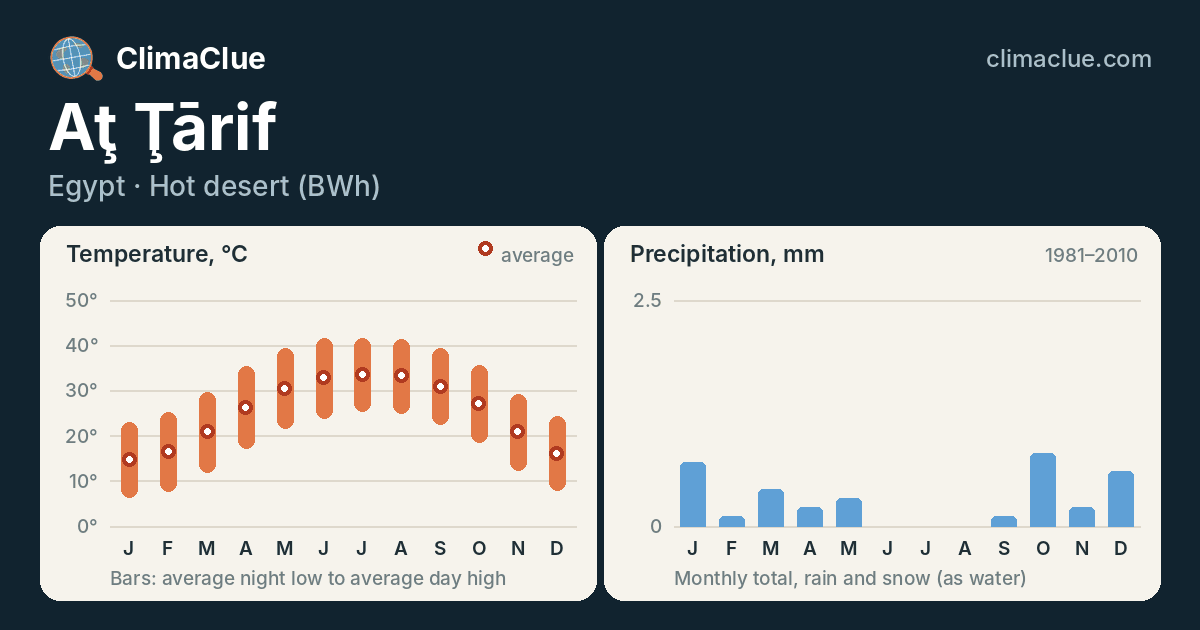 ClimaClue
climaclue.com
Aţ Ţārif
Egypt · Hot desert (BWh)
Temperature, °C
average
50°
40°
30°
20°
10°
0°
J F M A M J J A S O N D
Bars: average night low to average day high
Precipitation, mm
1981–2010
2.5
0
J F M A M J J A S O N D
Monthly total, rain and snow (as water)